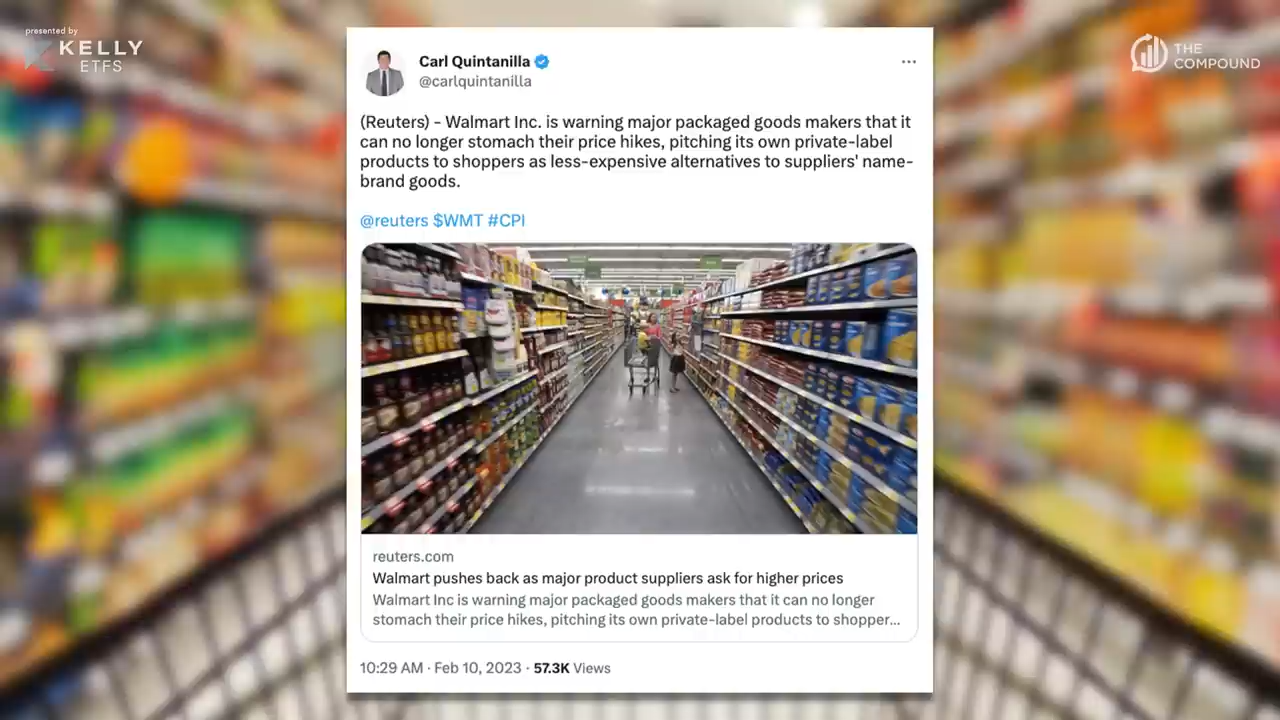 presented by
KELLY
ETFS
THE
COMPOUND
Carl Quintanilla
@carlquintanilla
(Reuters) - Walmart Inc. is warning major packaged goods makers that it
can no longer stomach their price hikes, pitching its own private-label
products to shoppers as less-expensive alternatives to suppliers' name-
brand goods.
@reuters $WMT #CPI
reuters.com
Walmart pushes back as major product suppliers ask for higher prices
Walmart Inc is warning major packaged goods makers that it can no longer
stomach their price hikes, pitching its own private-label products to shopper...
10:29 AM · Feb 10, 2023 · 57.3K Views